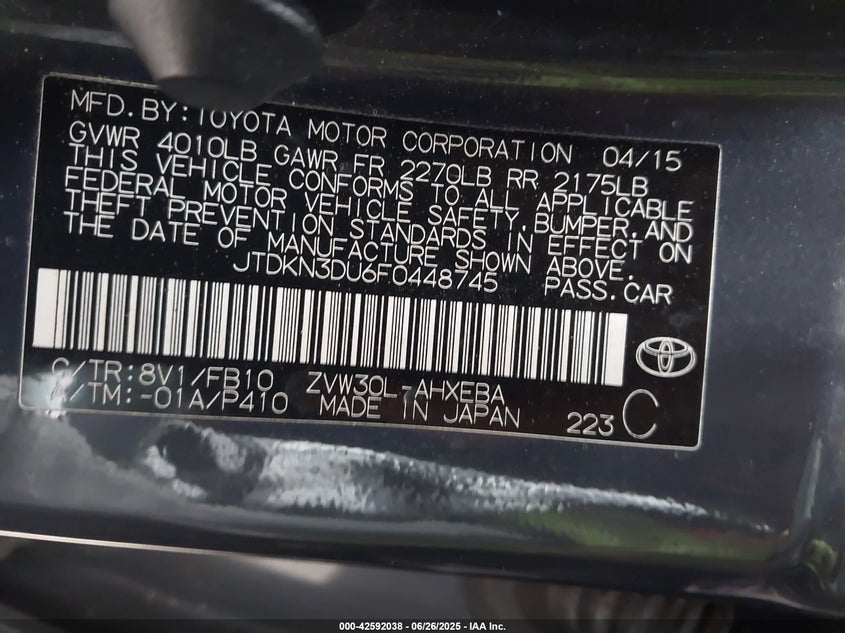 MFD.BY:TOYOTA MOTOR CORPORATION 04/15
GVWR 4010LB GAWR FR 2270LB RR 2175LB
THIS VEHICLE CONFORMS TO ALL APPLICABLE
FEDERAL MOTOR VEHICLE SAFETY,BUMPER,AND
THEFT PREVENTION STANDARDS IN EFFECT ON
THE DATE OF MANUFACTURE SHOWN ABOVE.
JTDKN3DU6F0448745 PASS.CAR
C/TR:8V1/FB10 ZVW30L-AHXEBA
A/TM:-01A/P410 MADE IN JAPAN 223 C
000-42592038 - 06/26/2025 - IAA Inc.